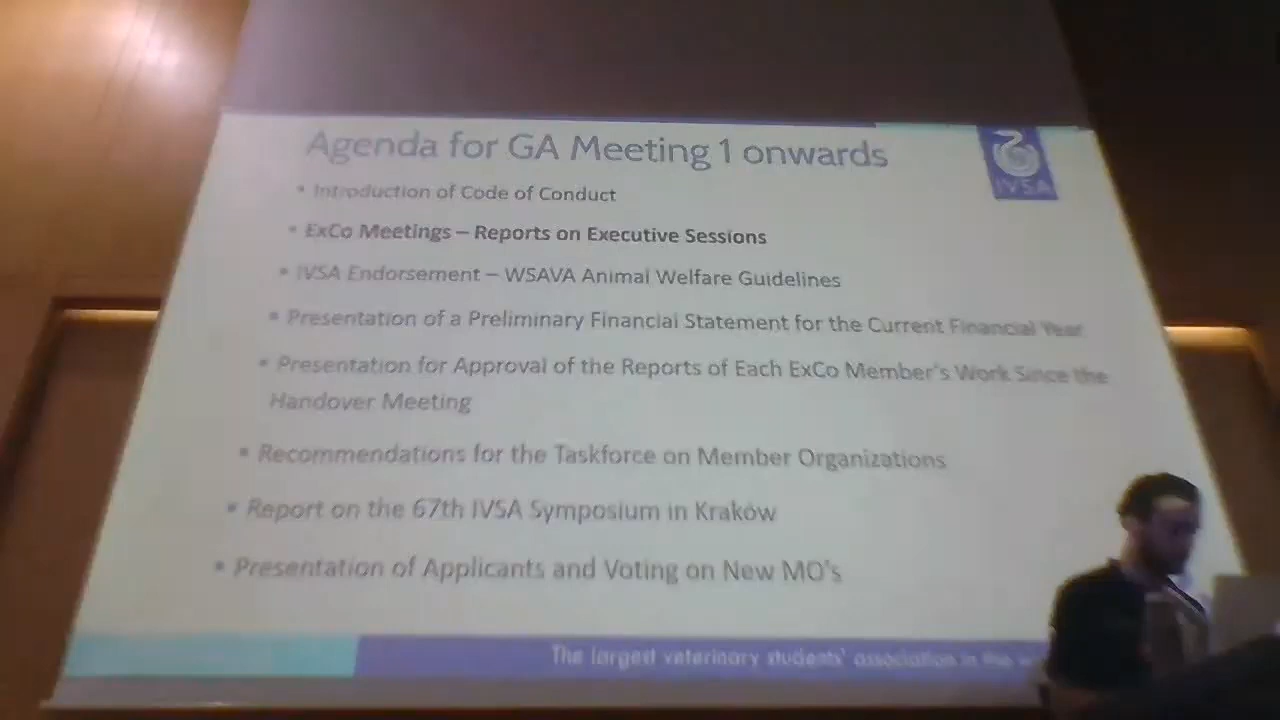 Agenda for GA Meeting 1 onwards
IVSA
• Introduction of Code of Conduct
• ExCo Meetings – Reports on Executive Sessions
• IVSA Endorsement – WSAVA Animal Welfare Guidelines
• Presentation of a Preliminary Financial Statement for the Current Financial Year
• Presentation for Approval of the Reports of Each ExCo Member's Work Since the
Handover Meeting
• Recommendations for the Taskforce on Member Organizations
• Report on the 67th IVSA Symposium in Kraków
• Presentation of Applicants and Voting on New MO's
The largest veterinary students' association in the